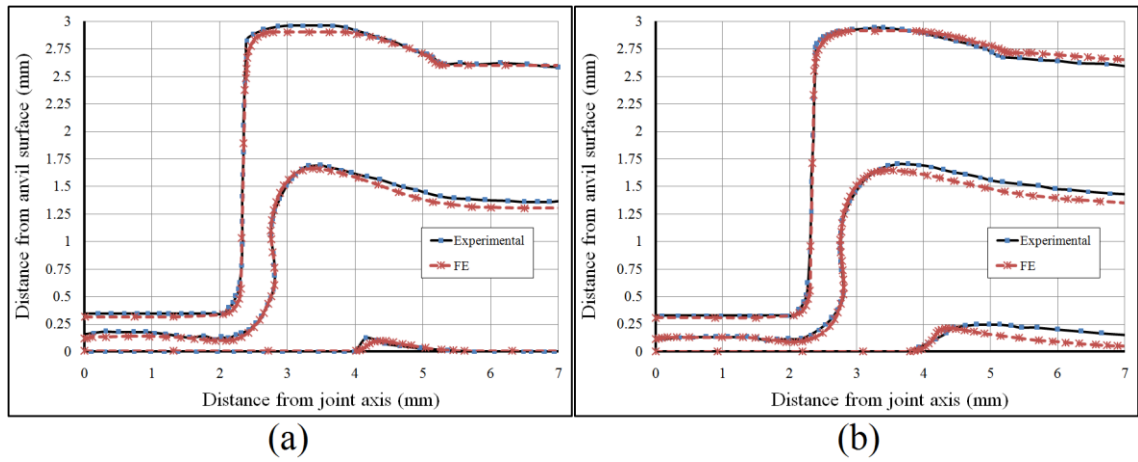 Distance from anvil surface (mm)
3
2.75
2.5
2.25
2
1.75
1.5
1.25
1
0.75
0.5
0.25
0
0 1 2 3 4 5 6 7
Distance from joint axis (mm)
Experimental
FE
(a)
Distance from anvil surface (mm)
3
2.75
2.5
2.25
2
1.75
1.5
1.25
1
0.75
0.5
0.25
0
0 1 2 3 4 5 6 7
Distance from joint axis (mm)
Experimental
FE
(b)